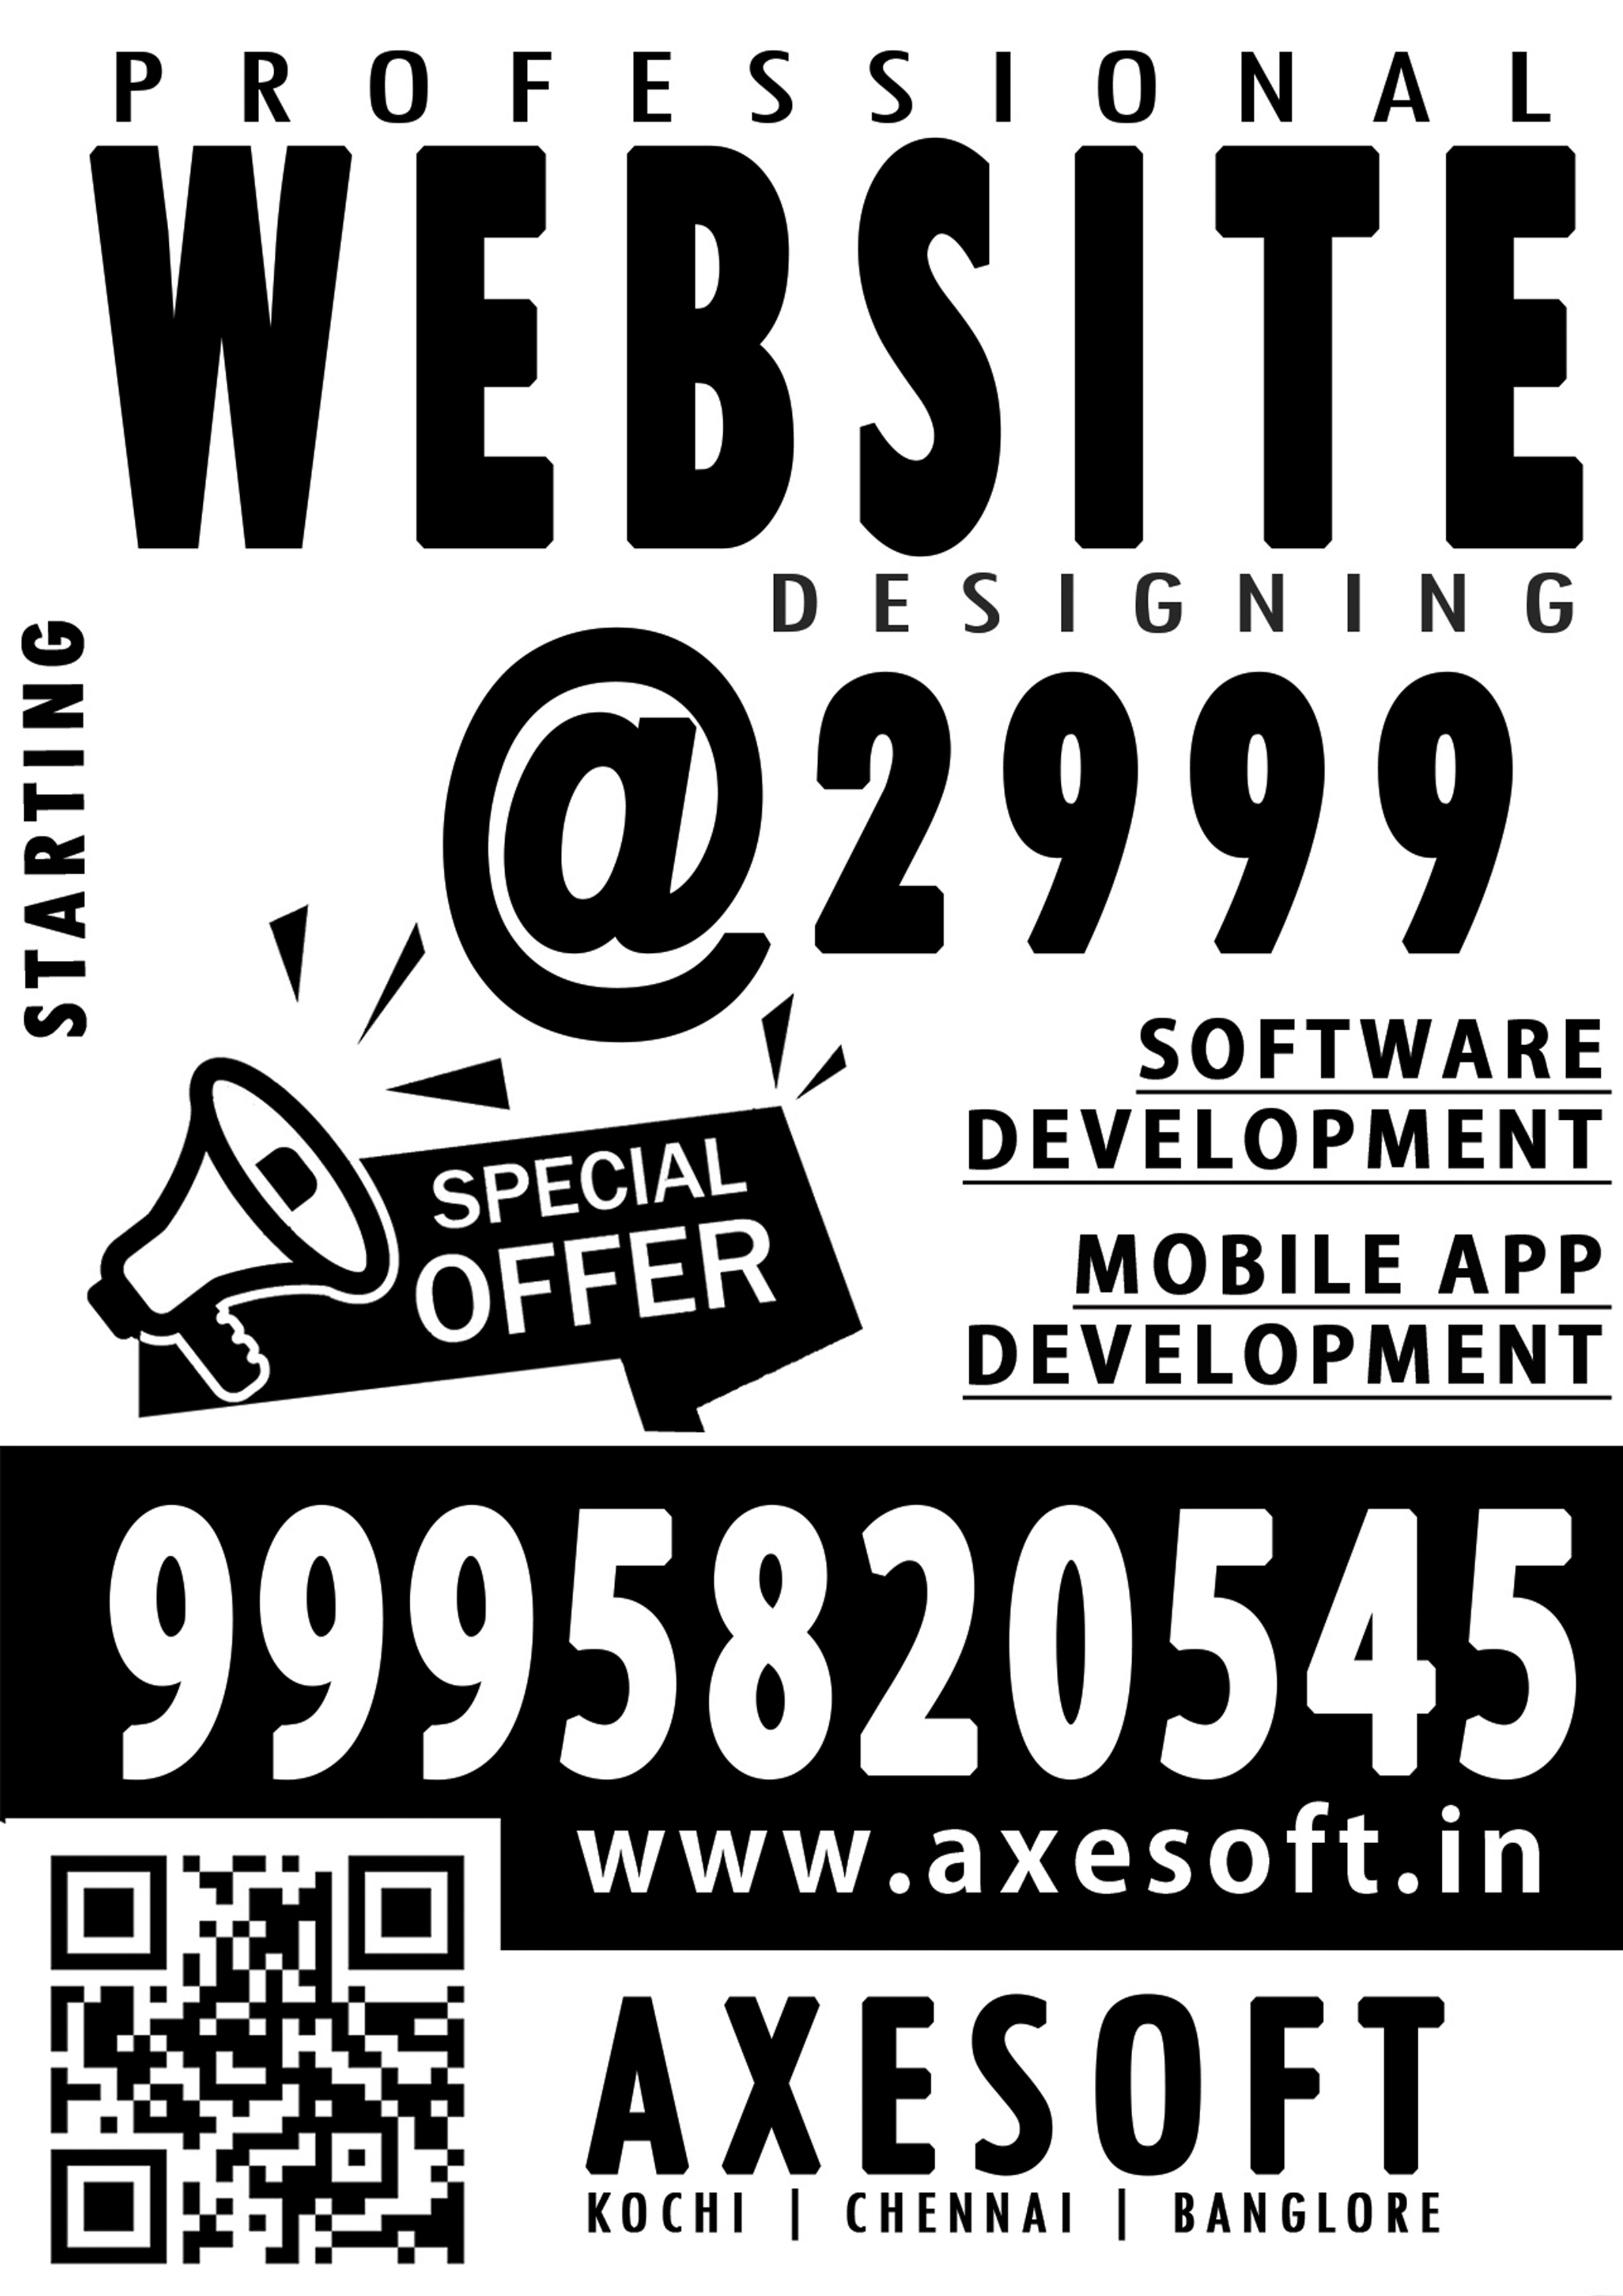 PROFESSIONAL
WEBSITE
DESIGNING
STARTING
@2999
SOFTWARE
DEVELOPMENT
MOBILE APP
DEVELOPMENT
SPECIAL
OFFER
9995820545
www.axesoft.in
AXESOFT
KOCHI | CHENNAI | BANGLORE